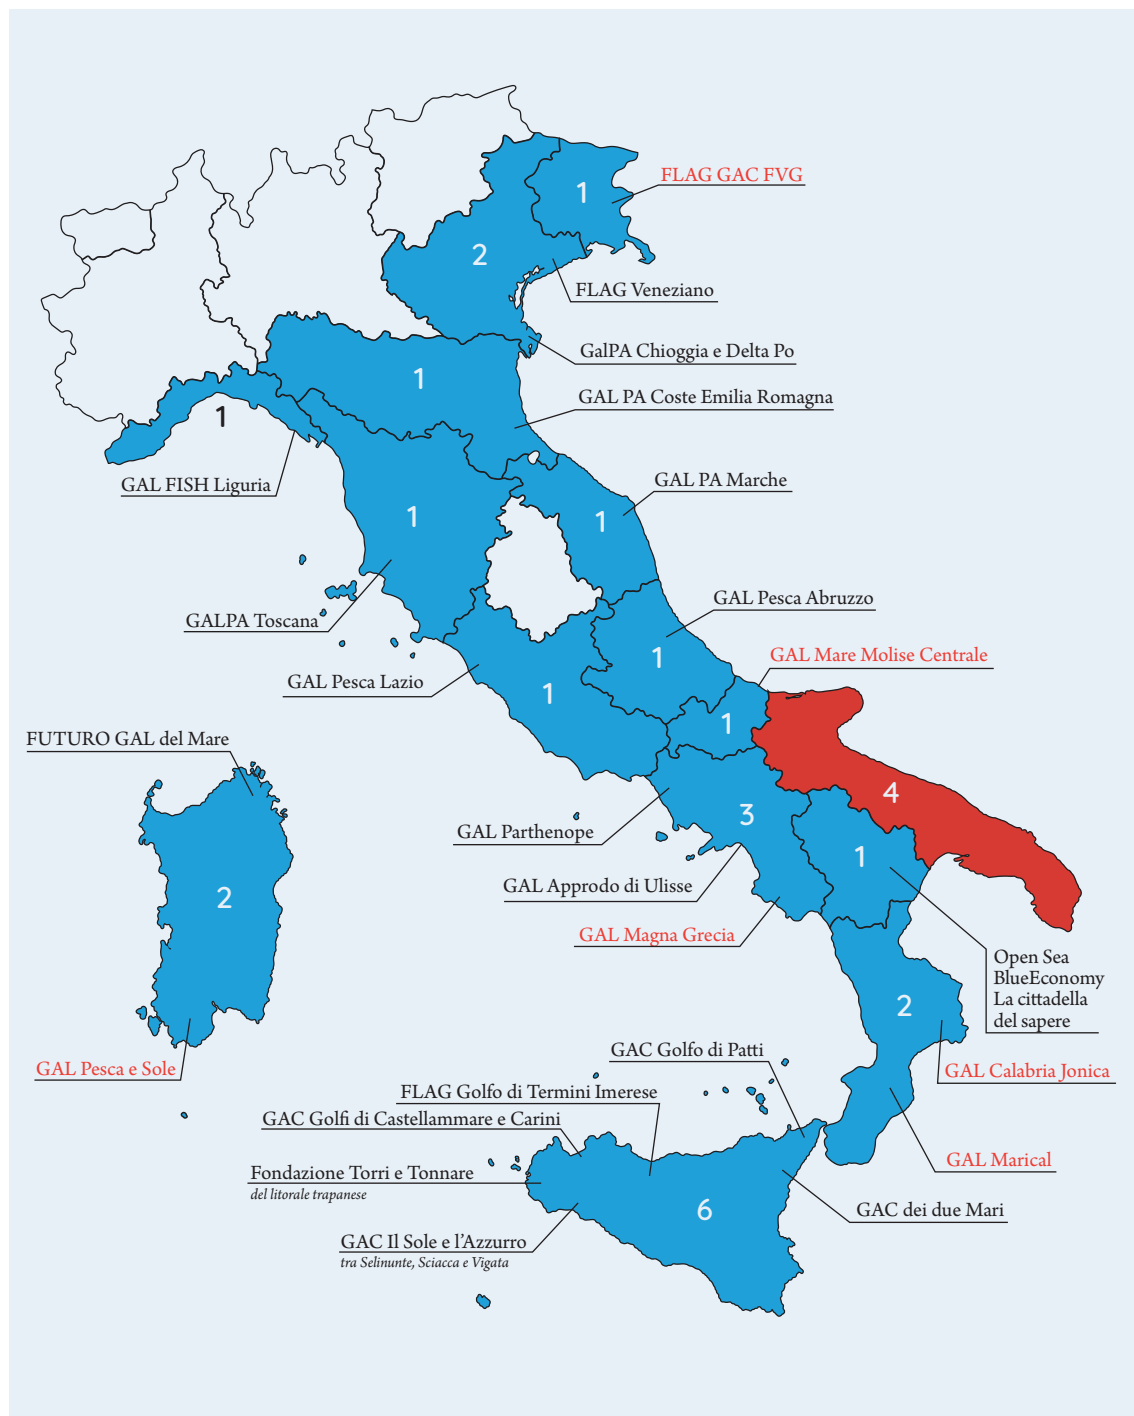 FLAG GAC FVG
1
2
FLAG Veneziano
GalPA Chioggia e Delta Po
1
GAL PA Coste Emilia Romagna
1
GAL FISH Liguria
GAL PA Marche
1
1
GALPA Toscana
GAL Pesca Abruzzo
1
GAL Mare Molise Centrale
GAL Pesca Lazio
1
1
FUTURO GAL del Mare
4
3
GAL Parthenope
1
GAL Approdo di Ulisse
2
GAL Magna Grecia
Open Sea
BlueEconomy
La cittadella
del sapere
2
GAL Pesca e Sole
GAC Golfo di Patti
GAL Calabria Jonica
FLAG Golfo di Termini Imerese
GAC Golfi di Castellammare e Carini
GAL Marical
Fondazione Torri e Tonnare
del litorale trapanese
6
GAC dei due Mari
GAC Il Sole e l'Azzurro
tra Selinunte, Sciacca e Vigata